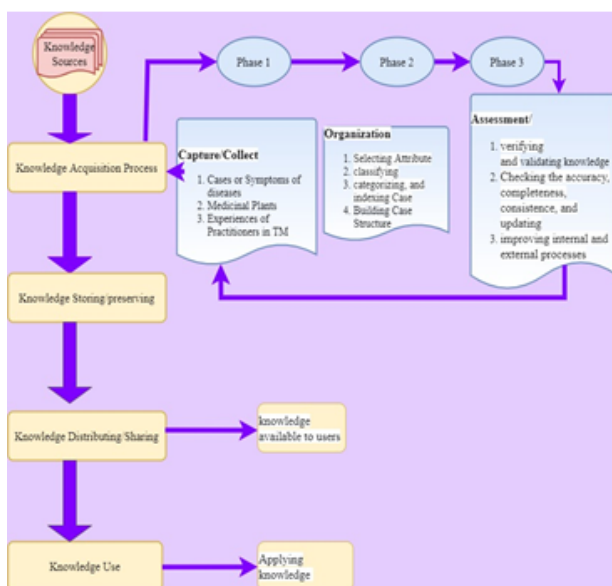 Knowledge
Sources
Phase 1
Phase 2
Phase 3
Knowledge Acquisition Process
Capture/Collect
1. Cases or Symptoms of
diseases
2. Medicinal Plants
3. Experiences of
Practitioners in TM
Organization
1. Selecting Attribute
2. classifying
3. categorizing, and
indexing Case
4. Building Case
Structure
Assessment/
1. verifying
and validating knowledge
2. Checking the accuracy,
completeness,
consistence, and
updating
3. improving internal and
external processes
Knowledge Storing/preserving
Knowledge Distributing/Sharing
knowledge
available to users
Knowledge Use
Applying
knowledge